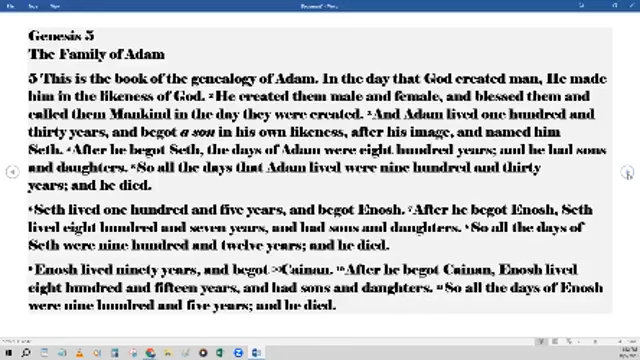 Genesis 5
The Family of Adam
5 This is the book of the genealogy of Adam. In the day that God created man, He made
him in the likeness of God. 2 He created them male and female, and blessed them and
called them Mankind in the day they were created. 3 And Adam lived one hundred and
thirty years, and begot a son in his own likeness, after his image, and named him
Seth. 4 After he begot Seth, the days of Adam were eight hundred years; and he had sons
and daughters. 5 So all the days that Adam lived were nine hundred and thirty
years; and he died.
6 Seth lived one hundred and five years, and begot Enosh. 7 After he begot Enosh, Seth
lived eight hundred and seven years, and had sons and daughters. 8 So all the days of
Seth were nine hundred and twelve years; and he died.
9 Enosh lived ninety years, and begot Cainan. 10 After he begot Cainan, Enosh lived
eight hundred and fifteen years, and had sons and daughters. 11 So all the days of Enosh
were nine hundred and five years; and he died.